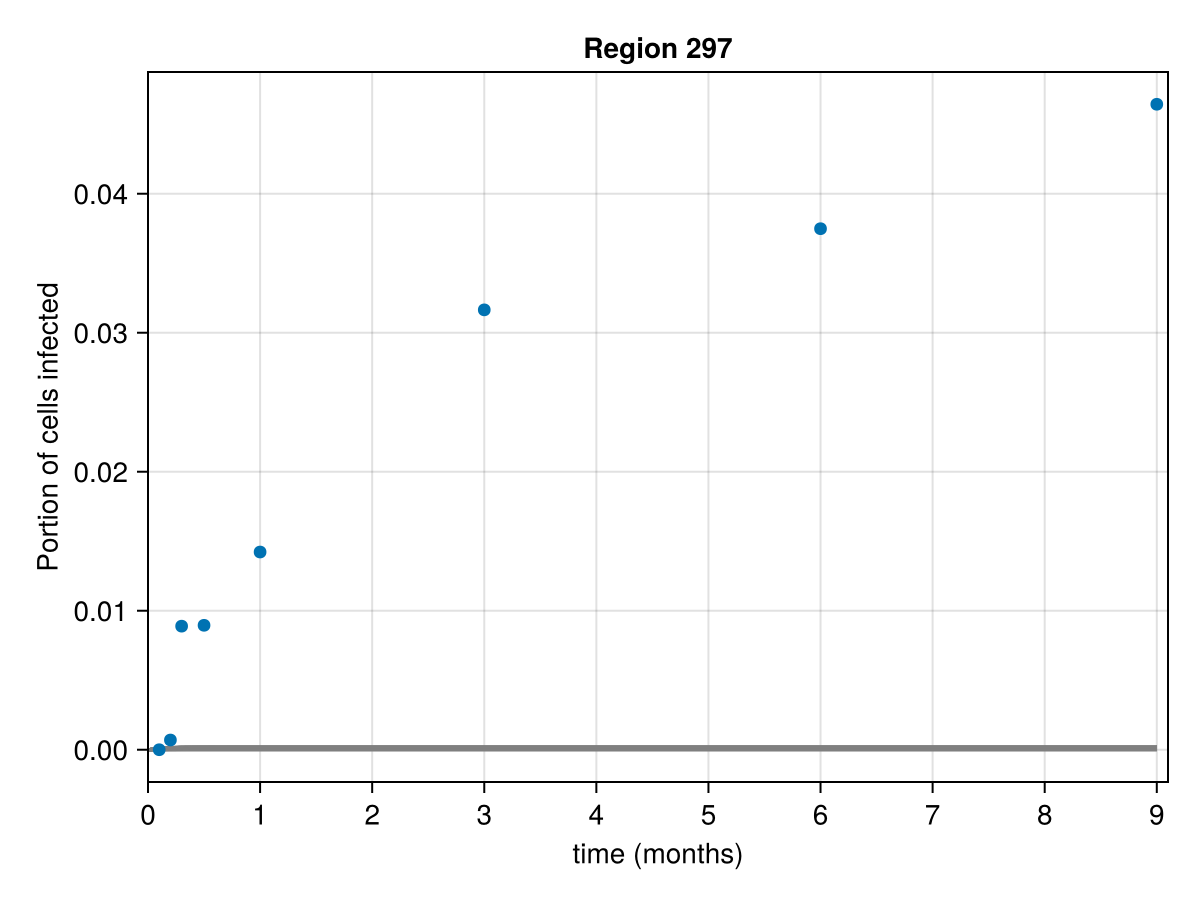 Region 297
Portion of cells infected
0.04
0.03
0.02
0.01
0.00
0 1 2 3 4 5 6 7 8 9
time (months)